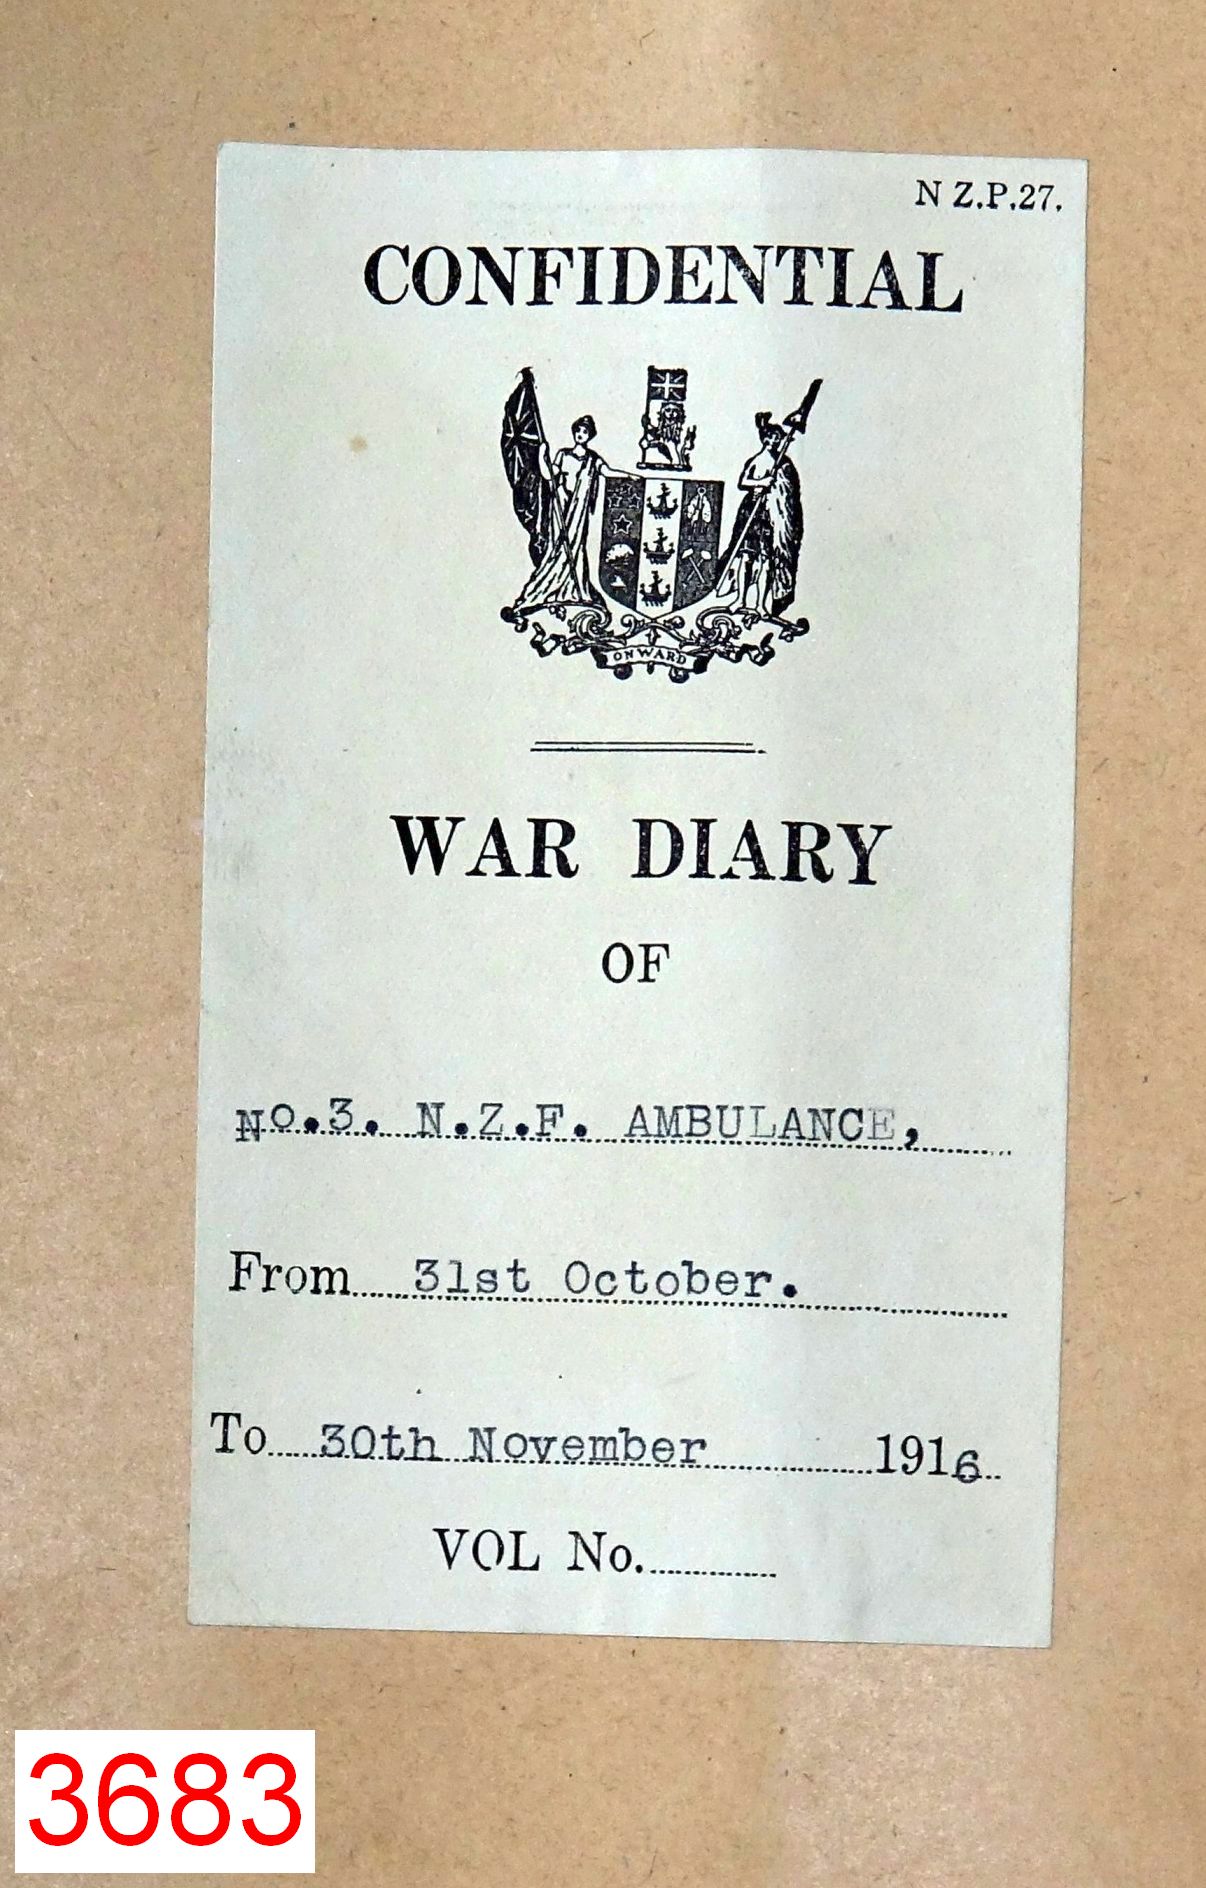 N Z.P.27.
CONFIDENTIAL
ONWARD
WAR DIARY
OF
No.3. N.Z.F. AMBULANCE,
From 31st October.
To 30th November 1916
VOL No.
3683